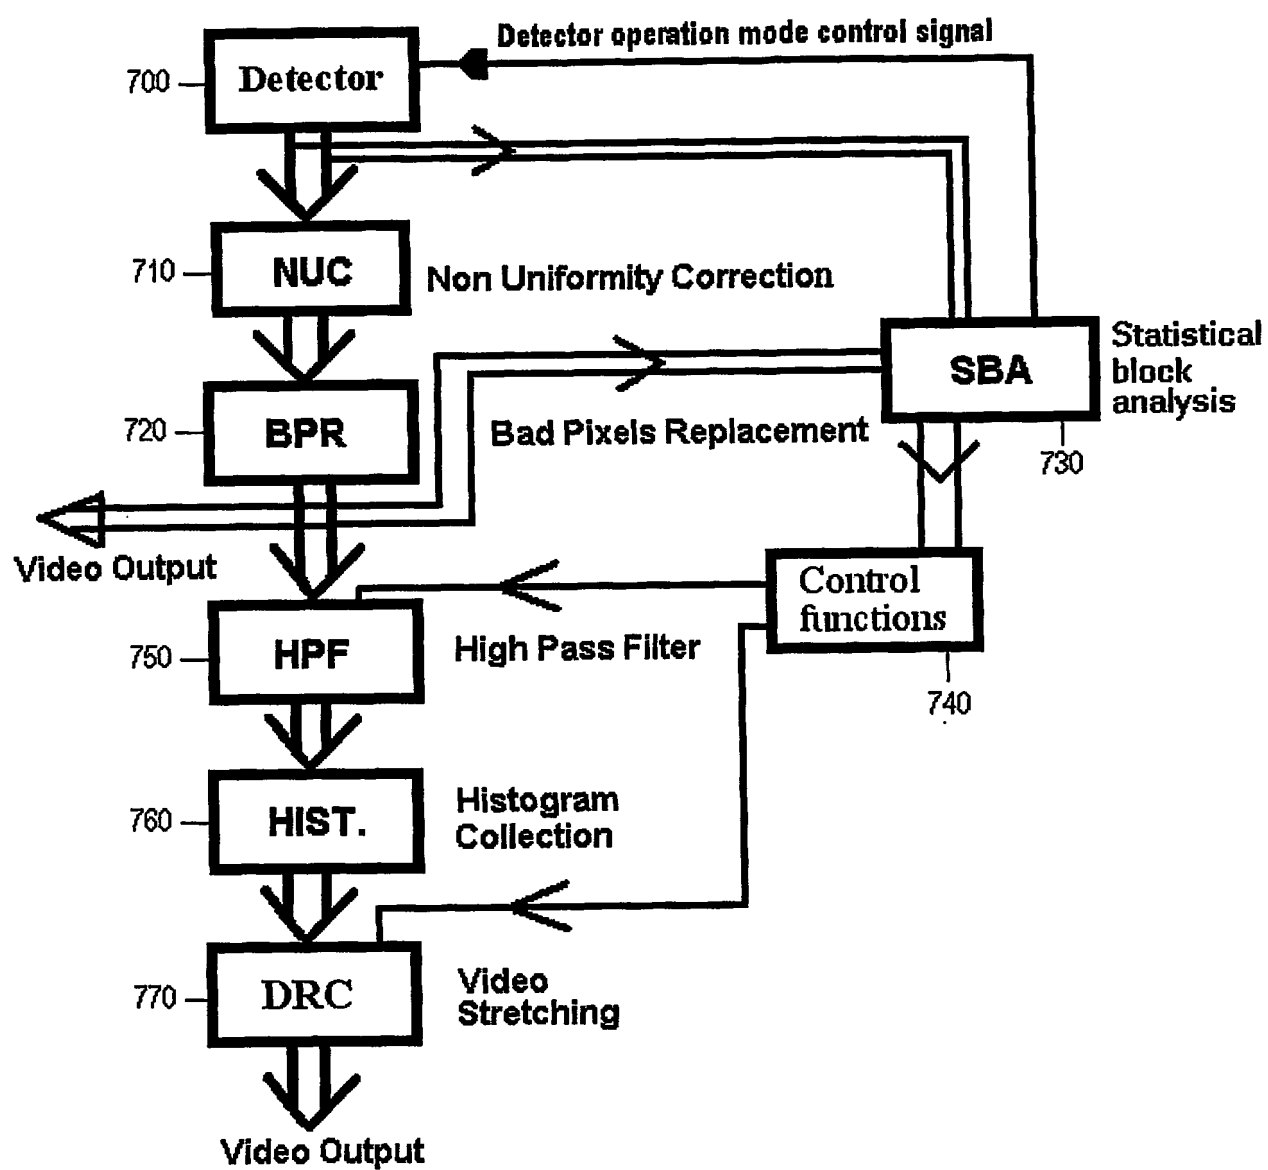 Detector operation mode control signal
700
Detector
710
NUC
Non Uniformity Correction
SBA
Statistical
block
analysis
720
BPR
Bad Pixels Replacement
730
Video Output
Control
functions
750
HPF
High Pass Filter
740
760
HIST.
Histogram
Collection
770
DRC
Video
Stretching
Video Output